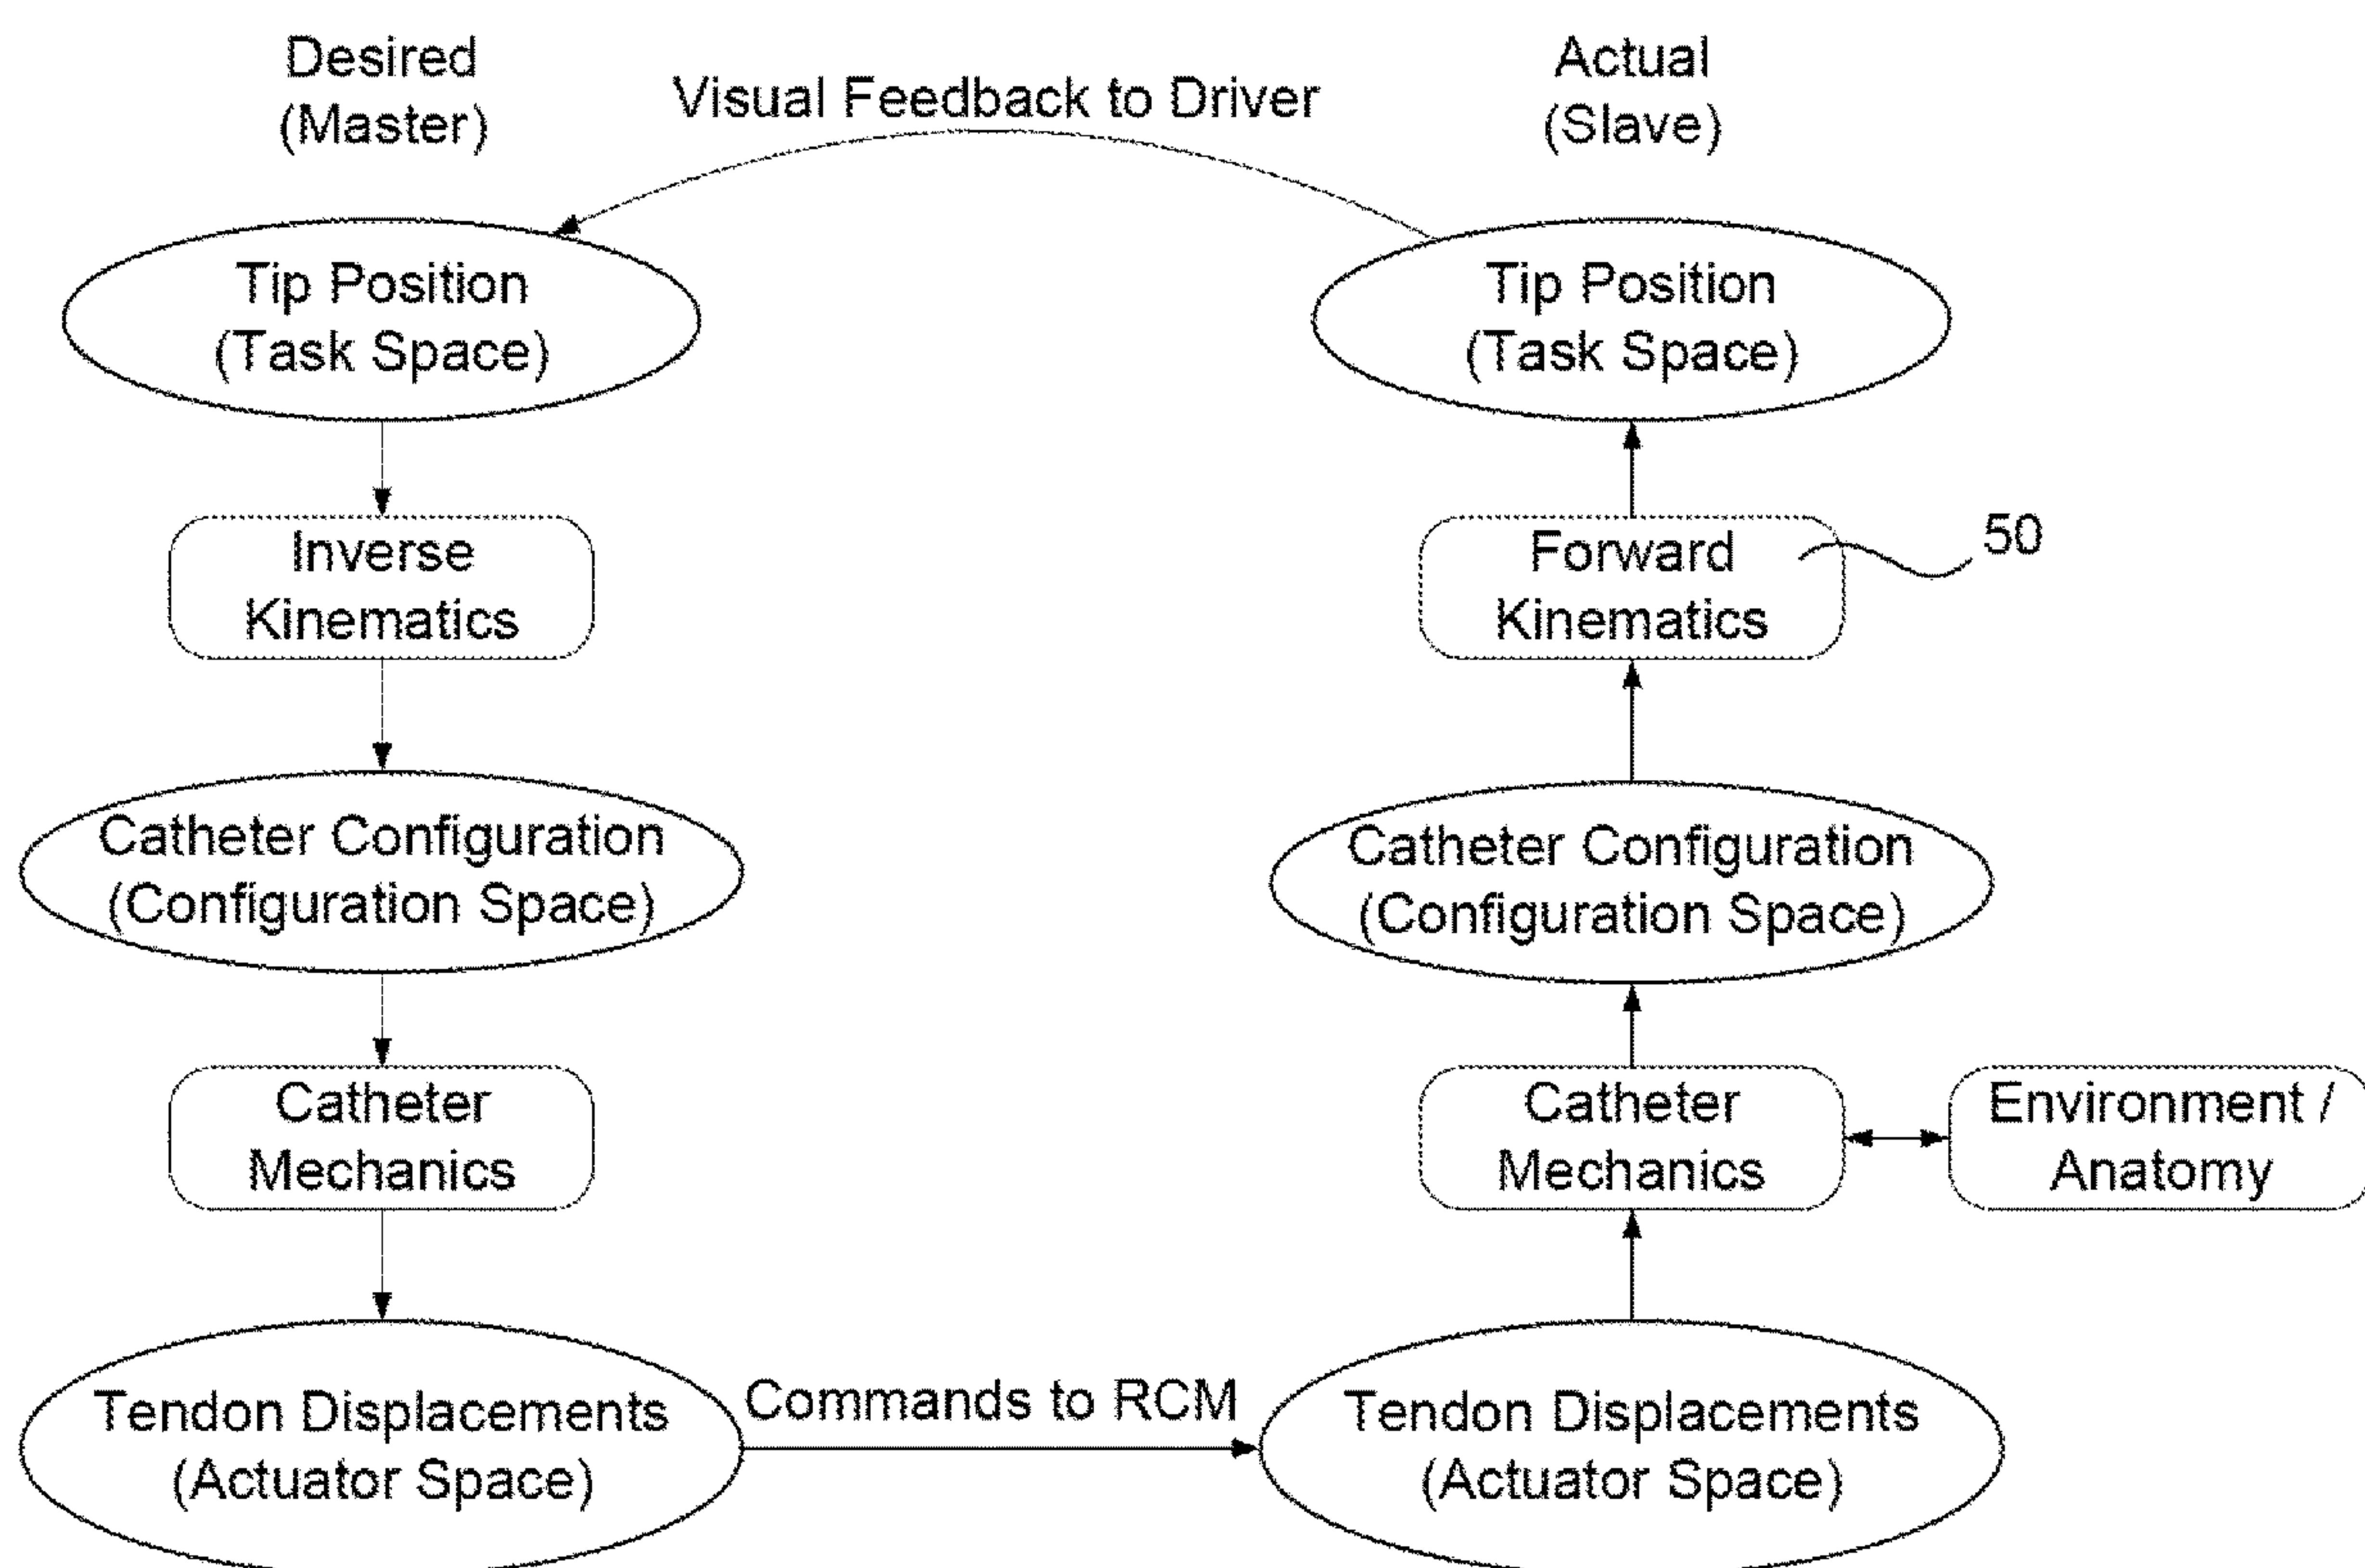 Desired
(Master)
Visual Feedback to Driver
Actual
(Slave)
Tip Position
(Task Space)
Tip Position
(Task Space)
Inverse
Kinematics
Forward
Kinematics
50
Catheter Configuration
(Configuration Space)
Catheter Configuration
(Configuration Space)
Catheter
Mechanics
Catheter
Mechanics
Environment /
Anatomy
Tendon Displacements
(Actuator Space)
Commands to RCM
Tendon Displacements
(Actuator Space)